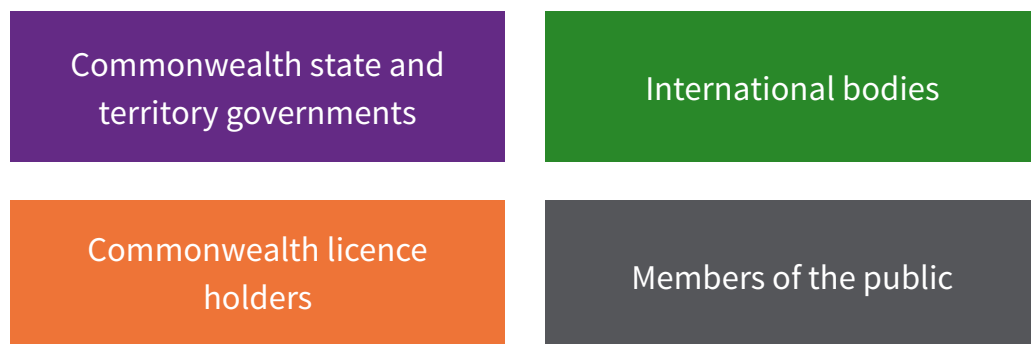 Commonwealth state and
territory governments
International bodies
Commonwealth licence
holders
Members of the public